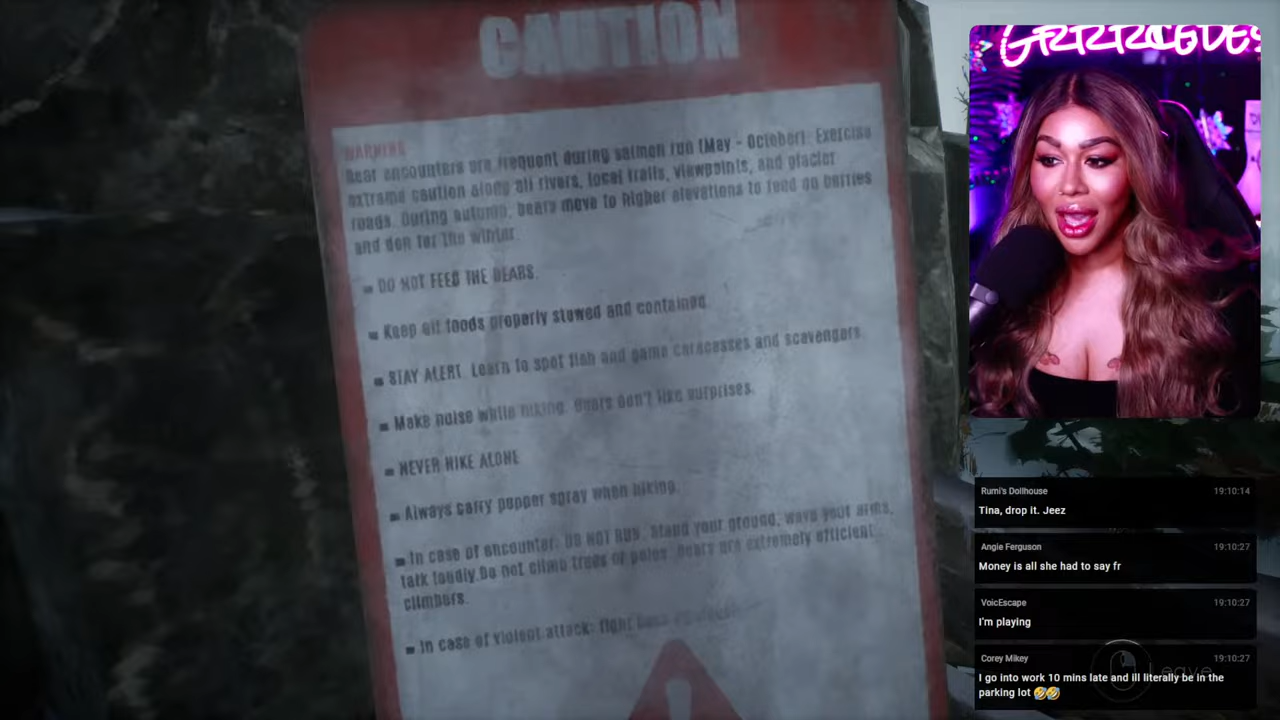 CAUTION
WARNING
Bear encounters are frequent during salmon run (May - October). Exercise
extreme caution along all rivers, local trails, viewpoints, and glacier
roads. During autumn, bears move to higher elevations to feed on berries
and den for the winter.
DO NOT FEED THE BEARS.
Keep all foods properly stowed and contained.
STAY ALERT. Learn to spot fish and game caracasses and scavengers.
Make noise while hiking. Bears don't like surprises.
NEVER HIKE ALONE
Always carry pepper spray when hiking.
In case of encounter: DO NOT RUN. Stand your ground, wave your arms,
talk loudly.Do not climb trees or poles. Bears are extremely efficient
climbers.
In case of violent attack: fight
GRRRCEDES
Rumi's Dollhouse 19:10:14
Tina, drop it. Jeez
Angie Ferguson 19:10:27
Money is all she had to say fr
VoicEscape 19:10:27
I'm playing
Corey Mikey 19:10:27
I go into work 10 mins late and ill literally be in the
parking lot 🤣🤣
Leave